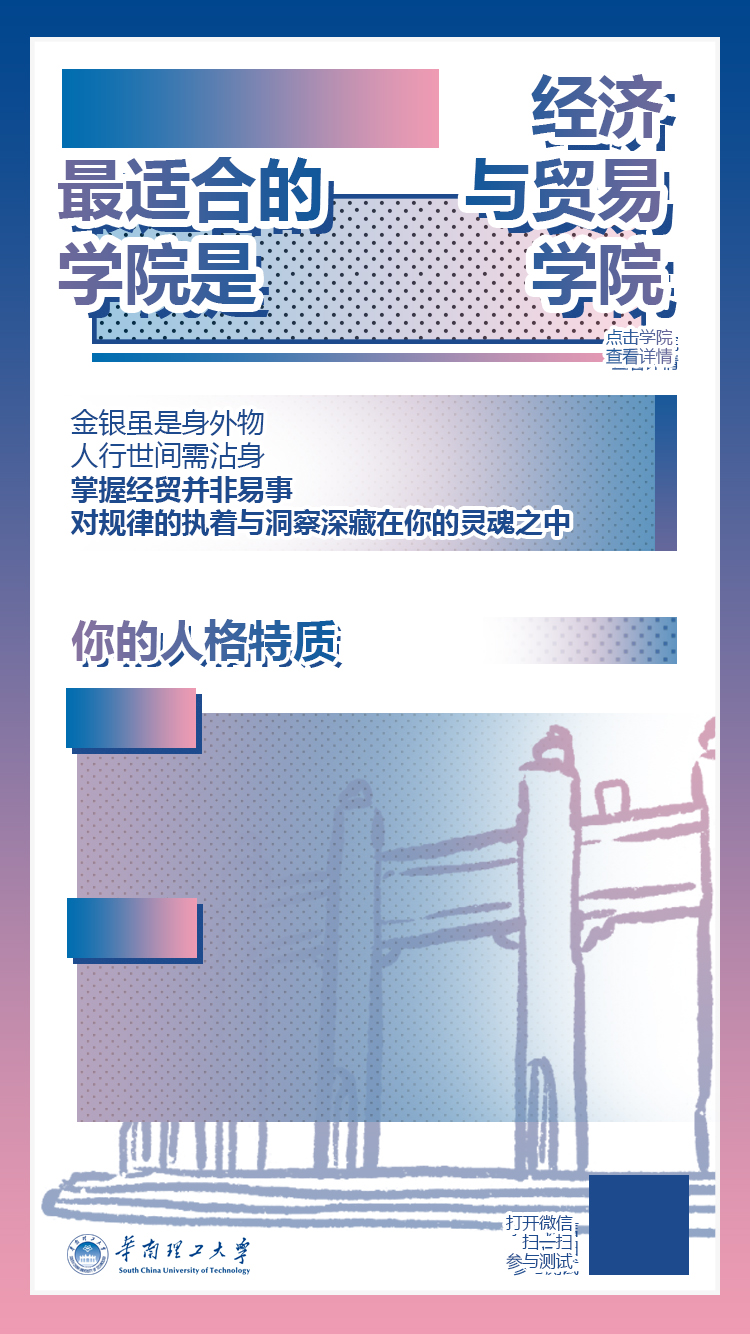 最适合的
学院是
经济
与贸易
学院
点击学院
查看详情
金银虽是身外物
人行世间需沾身
掌握经贸并非易事
对规律的执着与洞察深藏在你的灵魂之中
你的人格特质
华南理工大学
South China University of Technology
打开微信
扫一扫
参与测试